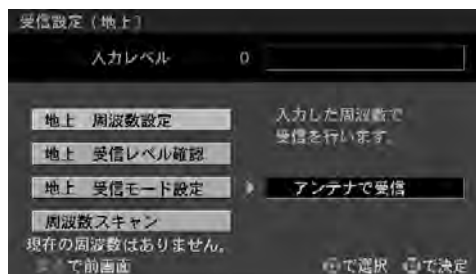 受信設定（地上）
入力レベル 0
地上 周波数設定
地上 受信レベル確認
地上 受信モード設定
周波数スキャン
入力した周波数で
受信を行います。
アンテナで受信
現在の周波数はありません。
で前画面
で選択 で決定